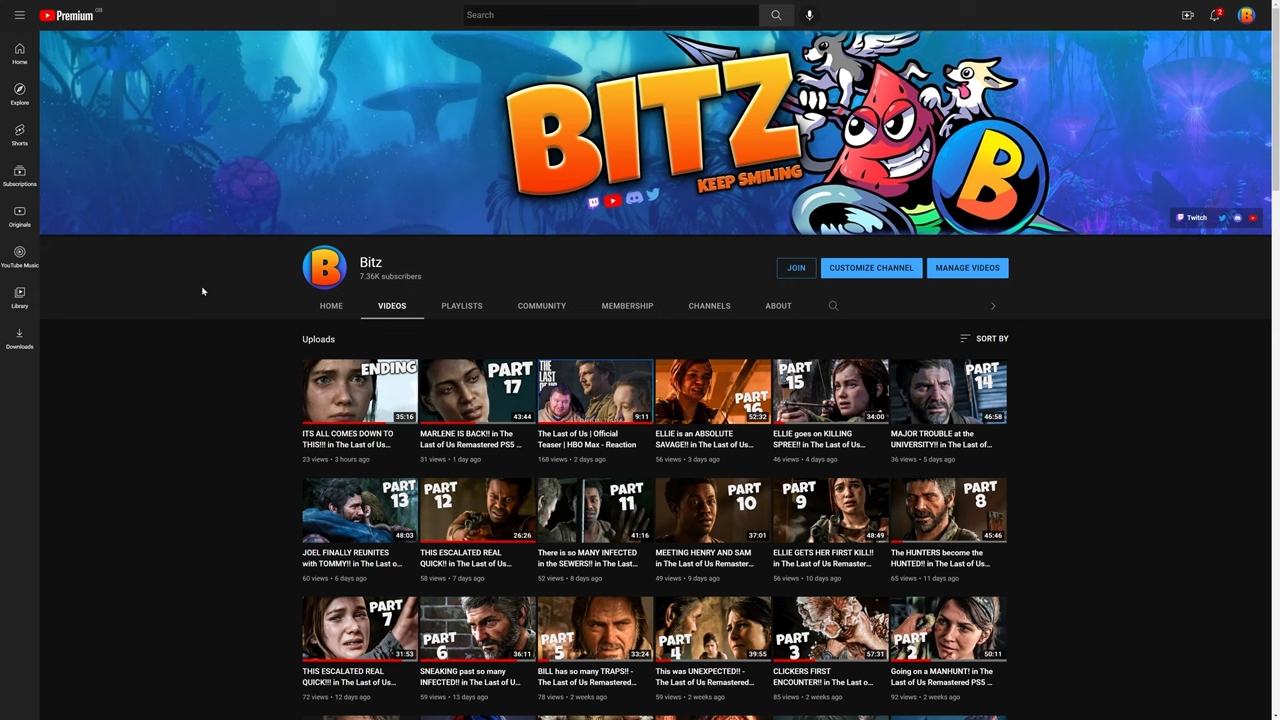 Premium GB
Search
2
B
Home
Explore
Shorts
Subscriptions
Originals
YouTube Music
Library
Downloads
BITZ
KEEP SMILING
B
Twitch
B
Bitz
7.36K subscribers
JOIN
CUSTOMIZE CHANNEL
MANAGE VIDEOS
HOME
VIDEOS
PLAYLISTS
COMMUNITY
MEMBERSHIP
CHANNELS
ABOUT
Uploads
SORT BY
ENDING
35:16
ITS ALL COMES DOWN TO
THIS!!! in The Last of Us...
23 views • 3 hours ago
PART
17
43:44
MARLENE IS BACK!! in The
Last of Us Remastered PS5 ...
31 views • 1 day ago
THE
LAST
9:11
The Last of Us | Official
Teaser | HBO Max - Reaction
168 views • 2 days ago
PART
16
52:32
ELLIE is an ABSOLUTE
SAVAGE!! in The Last of Us...
56 views • 3 days ago
PART
15
34:00
ELLIE goes on KILLING
SPREE!! in The Last of Us...
46 views • 4 days ago
PART
14
46:58
MAJOR TROUBLE at the
UNIVERSITY!! in The Last of...
36 views • 5 days ago
PART
13
48:03
JOEL FINALLY REUNITES
with TOMMY!! in The Last o...
60 views • 6 days ago
PART
12
26:26
THIS ESCALATED REAL
QUICK!! in The Last of Us...
58 views • 7 days ago
PART
11
41:16
There is so MANY INFECTED
in the SEWERS!! in The Last...
52 views • 8 days ago
PART
10
37:01
MEETING HENRY AND SAM
in The Last of Us Remaster...
49 views • 9 days ago
PART
9
48:49
ELLIE GETS HER FIRST KILL!!
in The Last of Us Remaster...
56 views • 10 days ago
PART
8
45:46
The HUNTERS become the
HUNTED!! in The Last of Us...
65 views • 11 days ago
PART
7
31:53
THIS ESCALATED REAL
QUICK!!! in The Last of Us...
72 views • 12 days ago
PART
6
36:11
SNEAKING past so many
INFECTED!! in The Last of U...
59 views • 13 days ago
PART
5
33:24
BILL has so many TRAPS!! -
The Last of Us Remastered...
78 views • 2 weeks ago
PART
4
39:55
This was UNEXPECTED!! -
The Last of Us Remastered...
59 views • 2 weeks ago
PART
3
57:31
CLICKERS FIRST
ENCOUNTER!! in The Last o...
85 views • 2 weeks ago
PART
2
50:11
Going on a MANHUNT! in The
Last of Us Remastered PS5 ...
92 views • 2 weeks ago